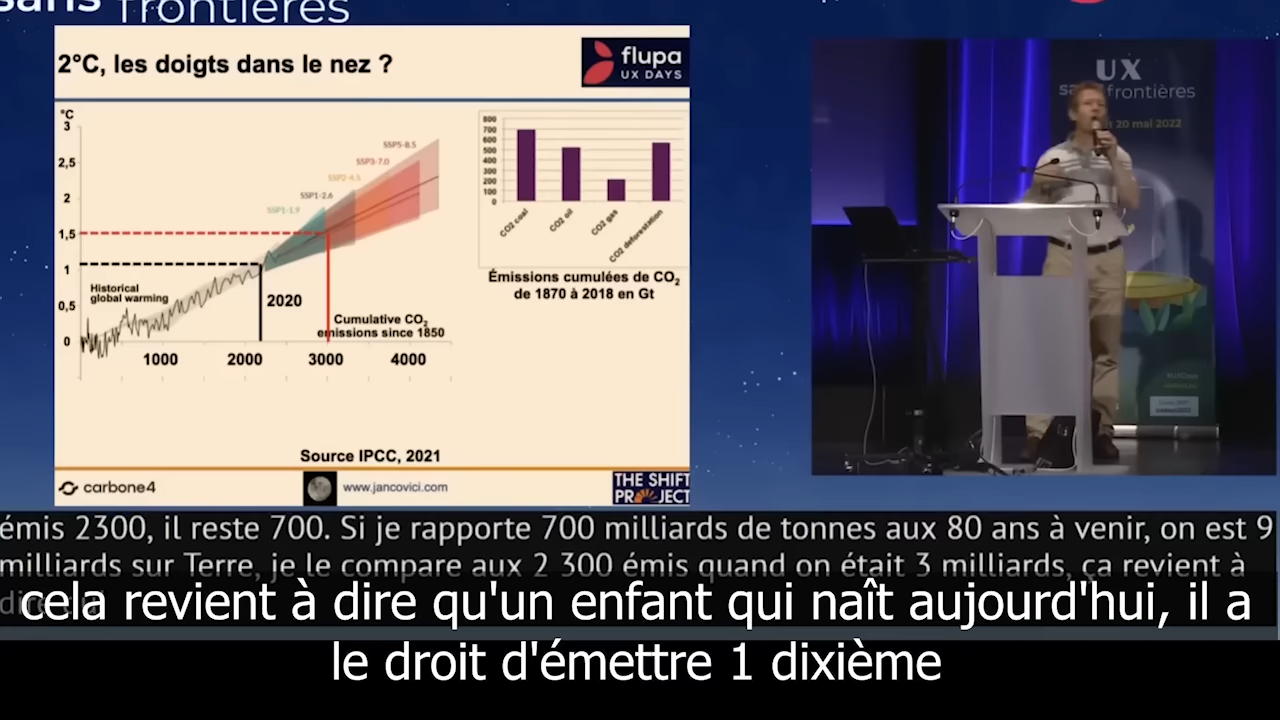 sans frontières
2°C, les doigts dans le nez ?
flupa
UX DAYS
°C
3
2,5
2
1,5
1
0,5
0
SSP1-1.9
SSP1-2.6
SSP2-4.5
SSP3-7.0
SSP5-8.5
Historical
global warming
2020
Cumulative CO2
emissions since 1850
1000
2000
3000
4000
800
700
600
500
400
300
200
100
0
CO2 coal
CO2 oil
CO2 gas
CO2 deforestation
Émissions cumulées de CO2
de 1870 à 2018 en Gt
Source IPCC, 2021
carbone4
www.jancovici.com
THE SHIFT
PROJECT
UX
sans frontières
20 mai 2022
émis 2300, il reste 700. Si je rapporte 700 milliards de tonnes aux 80 ans à venir, on est 9
milliards sur Terre, je le compare aux 2 300 émis quand on était 3 milliards, ça revient à
cela revient à dire qu'un enfant qui naît aujourd'hui, il a
le droit d'émettre 1 dixième